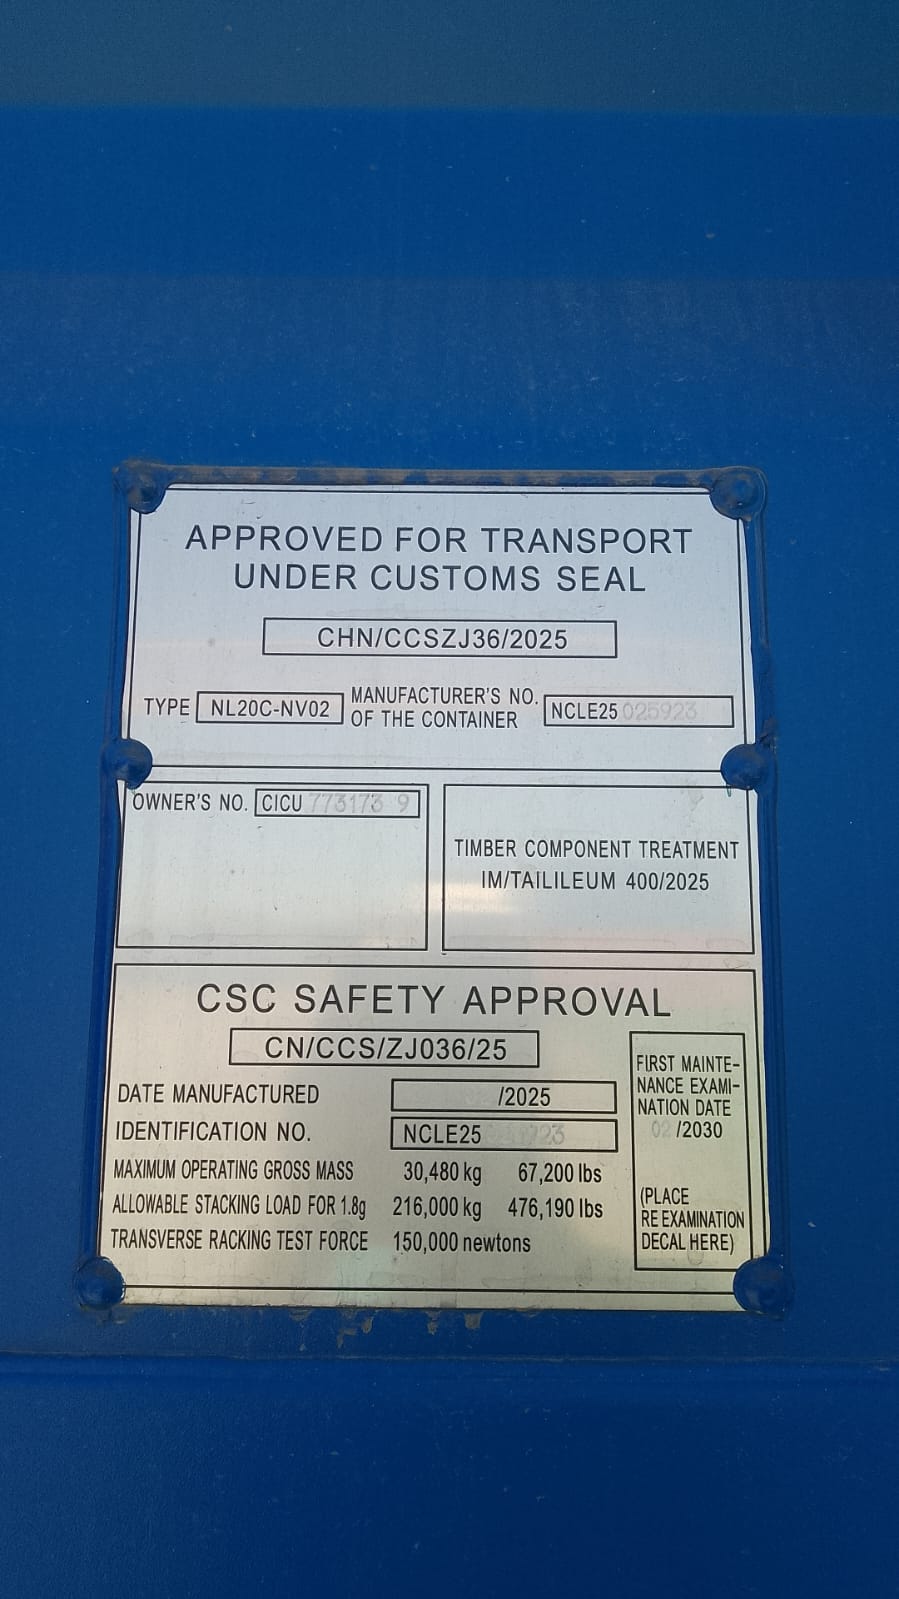 APPROVED FOR TRANSPORT
UNDER CUSTOMS SEAL
CHN/CCSZJ36/2025
TYPE NL20C-NV02 MANUFACTURER'S NO. OF THE CONTAINER NCLE25025923
OWNER'S NO. CICU 773173 9
TIMBER COMPONENT TREATMENT
IM/TAILILEUM 400/2025
CSC SAFETY APPROVAL
CN/CCS/ZJ036/25
DATE MANUFACTURED /2025
IDENTIFICATION NO. NCLE25
MAXIMUM OPERATING GROSS MASS 30,480 kg 67,200 lbs
ALLOWABLE STACKING LOAD FOR 1.8g 216,000 kg 476,190 lbs
TRANSVERSE RACKING TEST FORCE 150,000 newtons
FIRST MAINTE-
NANCE EXAMI-
NATION DATE
02/2030
(PLACE
RE EXAMINATION
DECAL HERE)